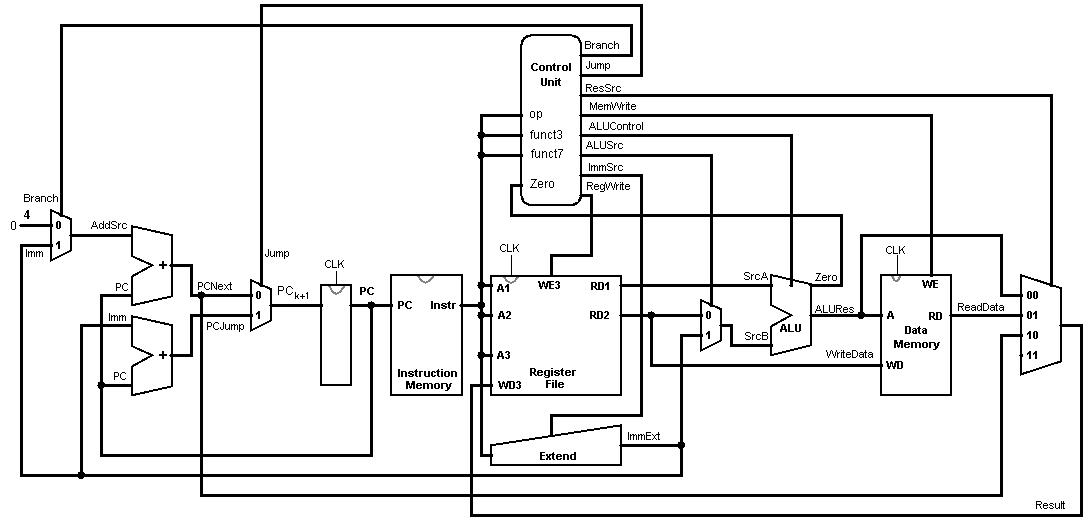 Branch
Jump
Control
Unit
ResSrc
MemWrite
op
ALUControl
funct3
ALUSrc
funct7
ImmSrc
Zero
RegWrite
Branch
4
0
0
AddSrc
Imm
1
+
PC
PCNext
Jump
0
PCk+1
1
PCJump
Imm
+
PC
CLK
PC
PC
Instr
Instruction
Memory
CLK
A1
WE3
RD1
A2
RD2
A3
WD3
Register
File
Extend
ImmExt
0
1
SrcA
SrcB
Zero
ALU
ALURes
WriteData
CLK
WE
A
RD
Data
Memory
WD
ReadData
00
01
10
11
Result